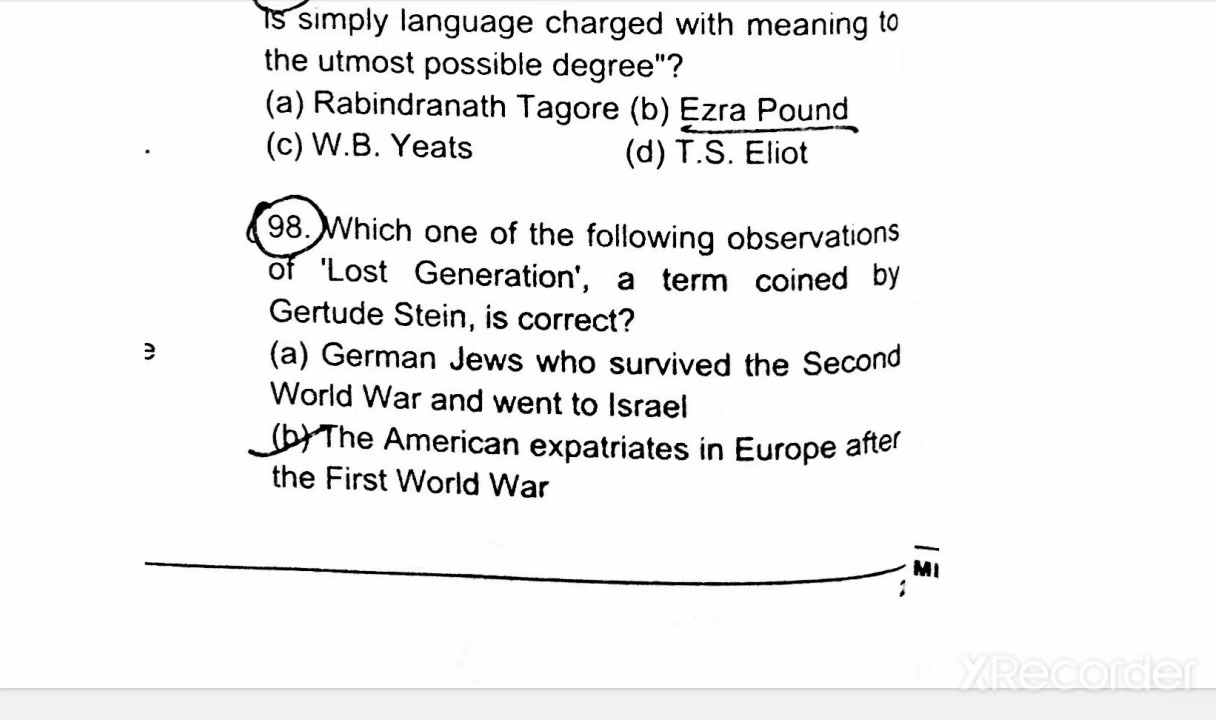 is simply language charged with meaning to
the utmost possible degree"?
(a) Rabindranath Tagore (b) Ezra Pound
(c) W.B. Yeats (d) T.S. Eliot
98. Which one of the following observations
of 'Lost Generation', a term coined by
Gertude Stein, is correct?
(a) German Jews who survived the Second
World War and went to Israel
(b) The American expatriates in Europe after
the First World War
MI
XRecorder